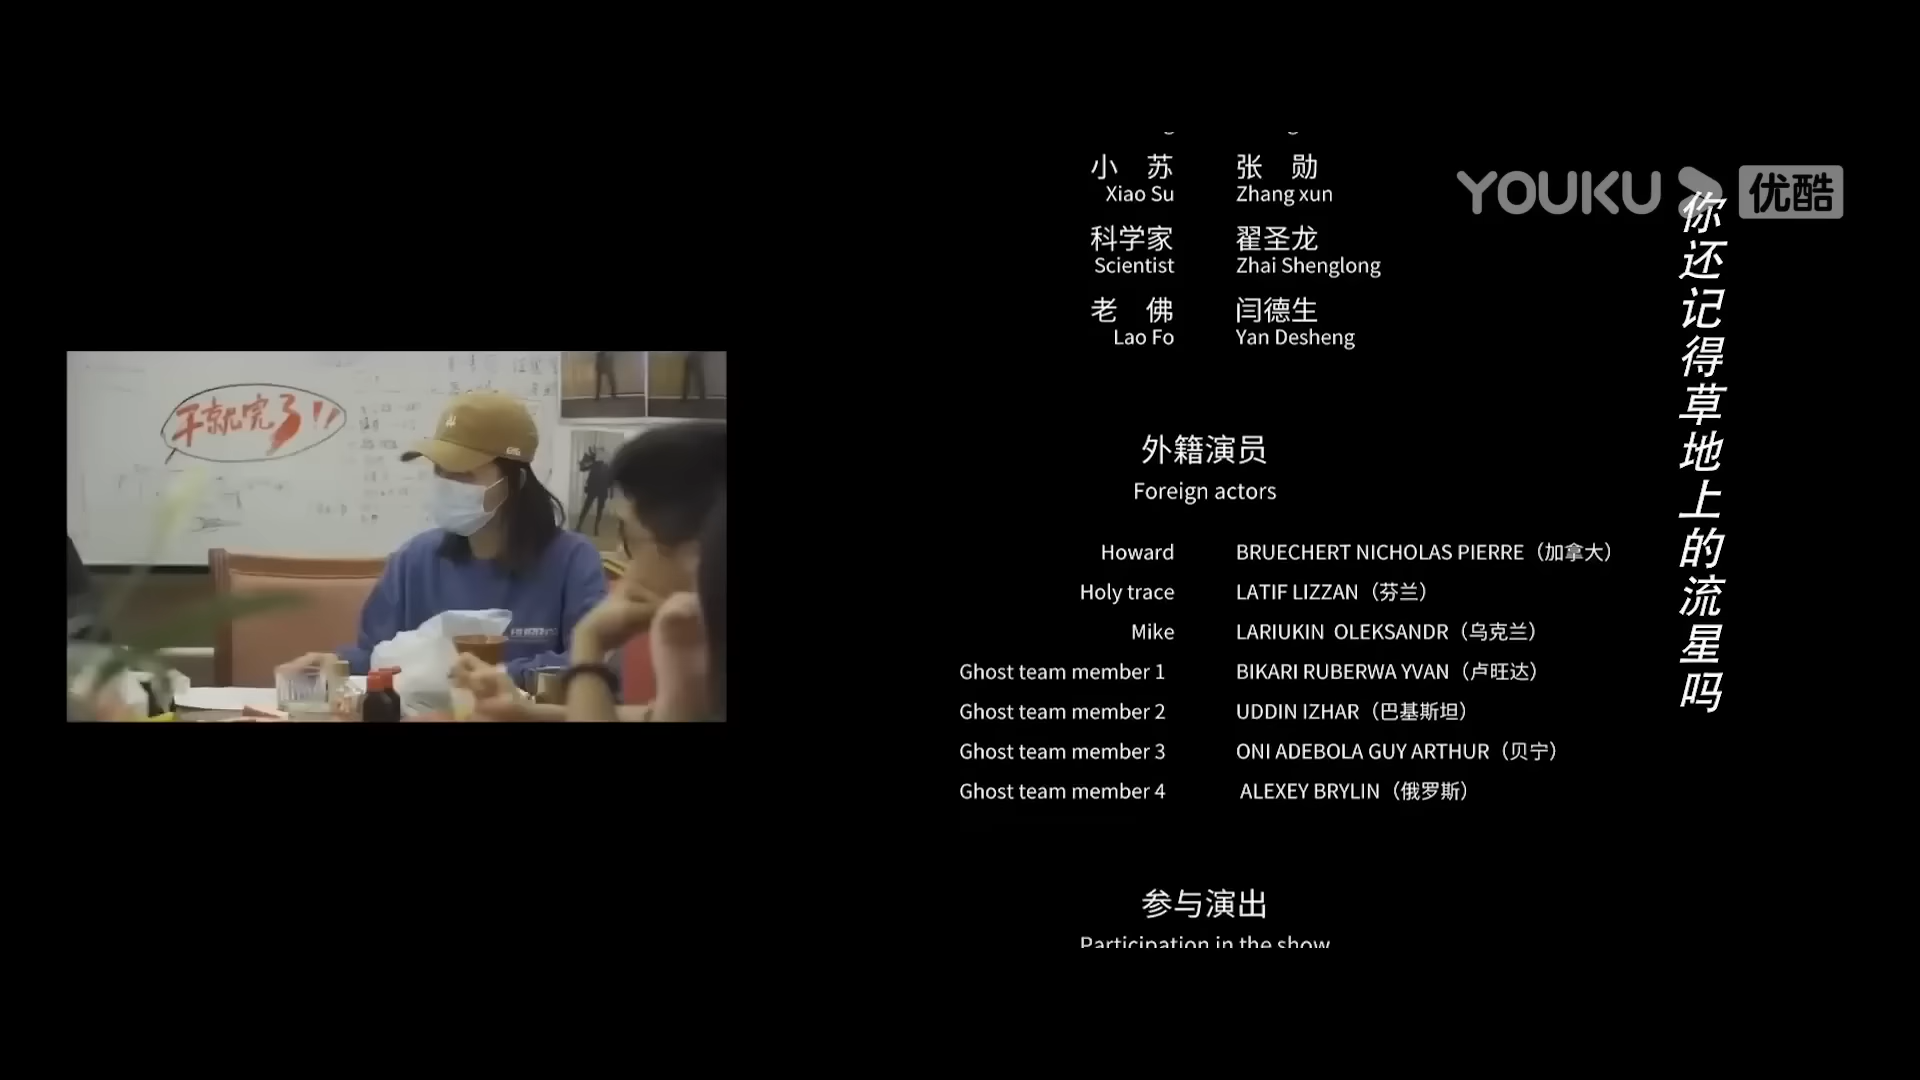 小 苏 张 勋
Xiao Su Zhang xun
科学家 翟圣龙
Scientist Zhai Shenglong
老 佛 闫德生
Lao Fo Yan Desheng
外籍演员
Foreign actors
Howard BRUECHERT NICHOLAS PIERRE（加拿大）
Holy trace LATIF LIZZAN（芬兰）
Mike LARIUKIN OLEKSANDR（乌克兰）
Ghost team member 1 BIKARI RUBERWA YVAN（卢旺达）
Ghost team member 2 UDDIN IZHAR（巴基斯坦）
Ghost team member 3 ONI ADEBOLA GUY ARTHUR（贝宁）
Ghost team member 4 ALEXEY BRYLIN（俄罗斯）
参与演出
Participation in the show
YOUKU 优酷
你还记得草地上的流星吗
干就完了!!